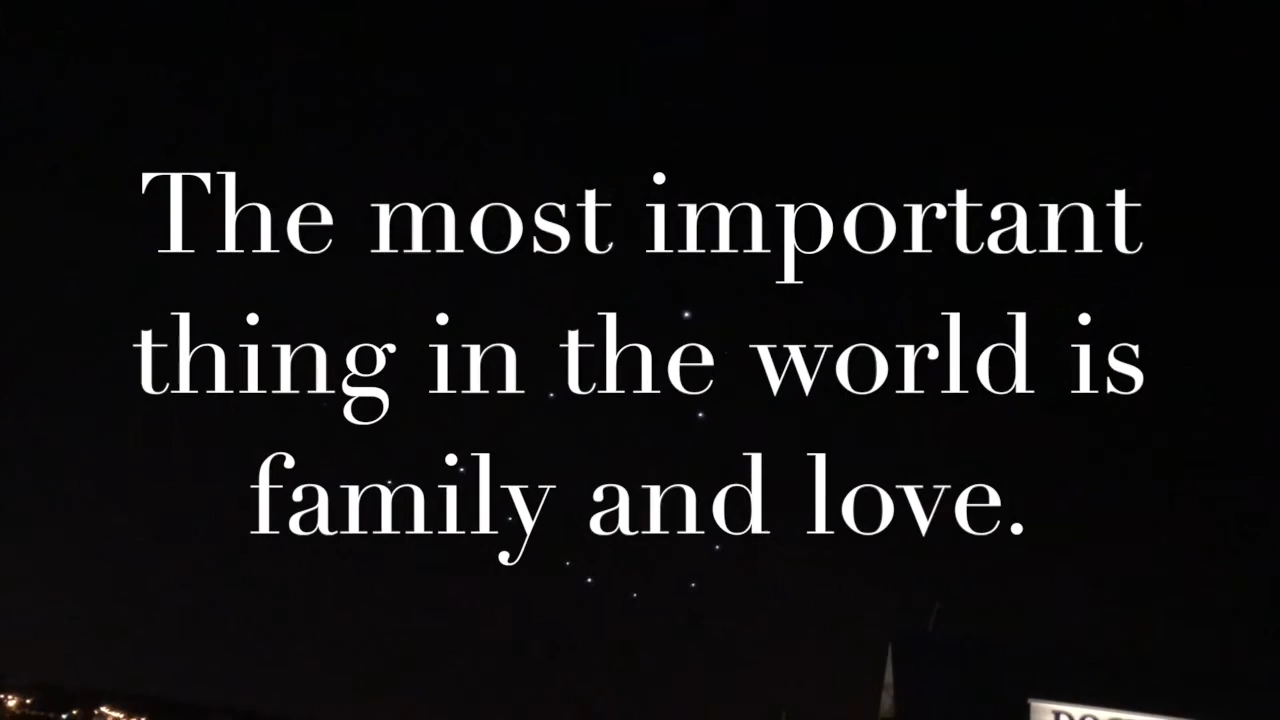 The most important
thing in the world is
family and love.